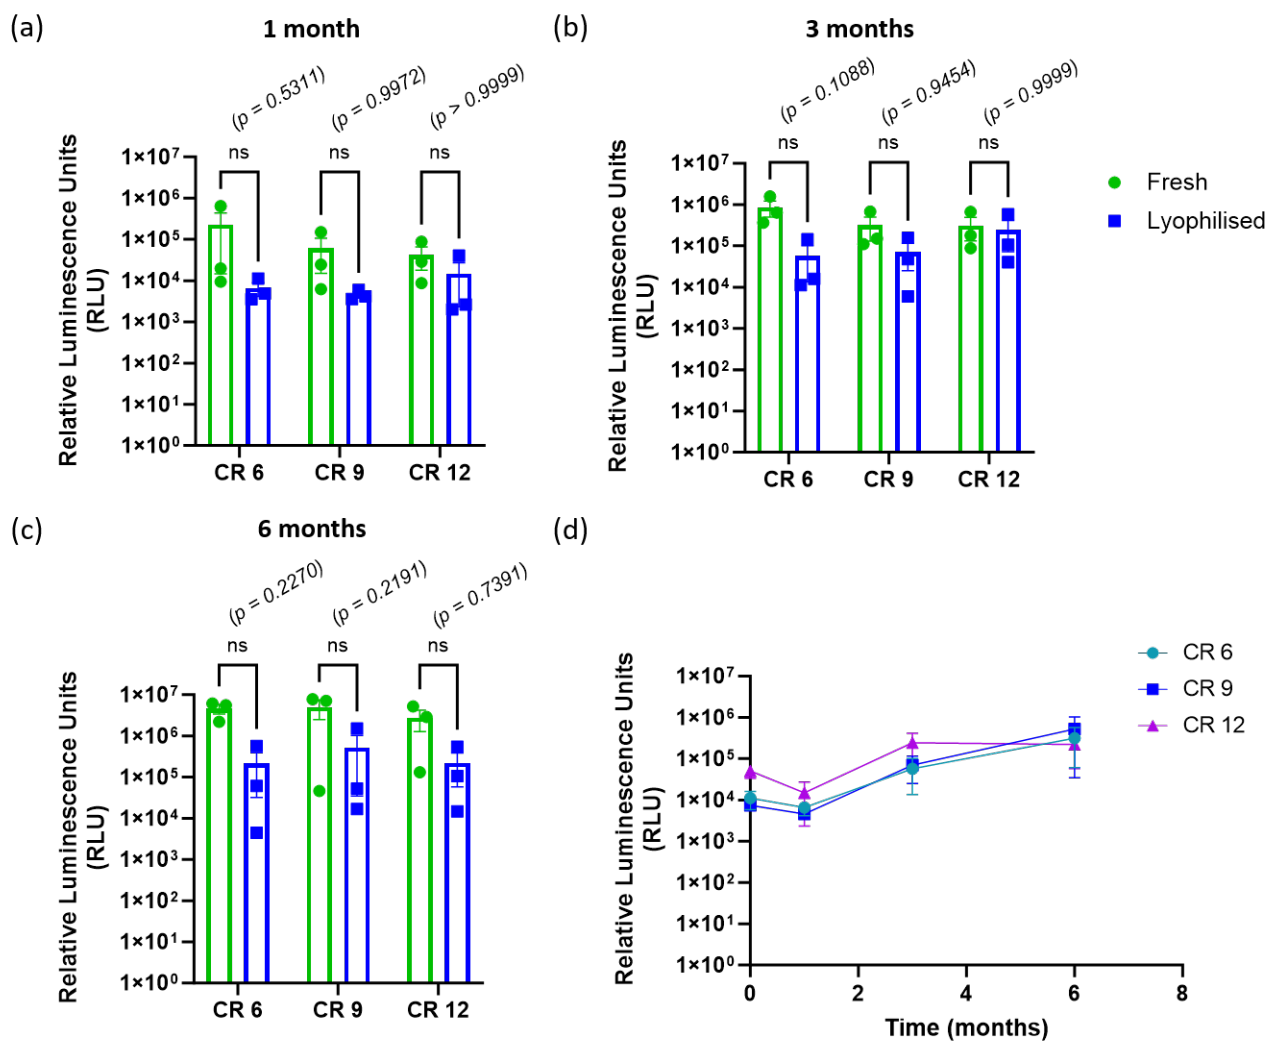 (a)
1 month
(p = 0.5311)
(p = 0.9972)
(p > 0.9999)
ns
ns
ns
Relative Luminescence Units
(RLU)
1×10⁷
1×10⁶
1×10⁵
1×10⁴
1×10³
1×10²
1×10¹
1×10⁰
CR 6
CR 9
CR 12
(b)
3 months
(p = 0.1088)
(p = 0.9454)
(p = 0.9999)
ns
ns
ns
Relative Luminescence Units
(RLU)
1×10⁷
1×10⁶
1×10⁵
1×10⁴
1×10³
1×10²
1×10¹
1×10⁰
CR 6
CR 9
CR 12
Fresh
Lyophilised
(c)
6 months
(p = 0.2270)
(p = 0.2191)
(p = 0.7391)
ns
ns
ns
Relative Luminescence Units
(RLU)
1×10⁷
1×10⁶
1×10⁵
1×10⁴
1×10³
1×10²
1×10¹
1×10⁰
CR 6
CR 9
CR 12
(d)
Relative Luminescence Units
(RLU)
1×10⁷
1×10⁶
1×10⁵
1×10⁴
1×10³
1×10²
1×10¹
1×10⁰
0
2
4
6
8
Time (months)
CR 6
CR 9
CR 12